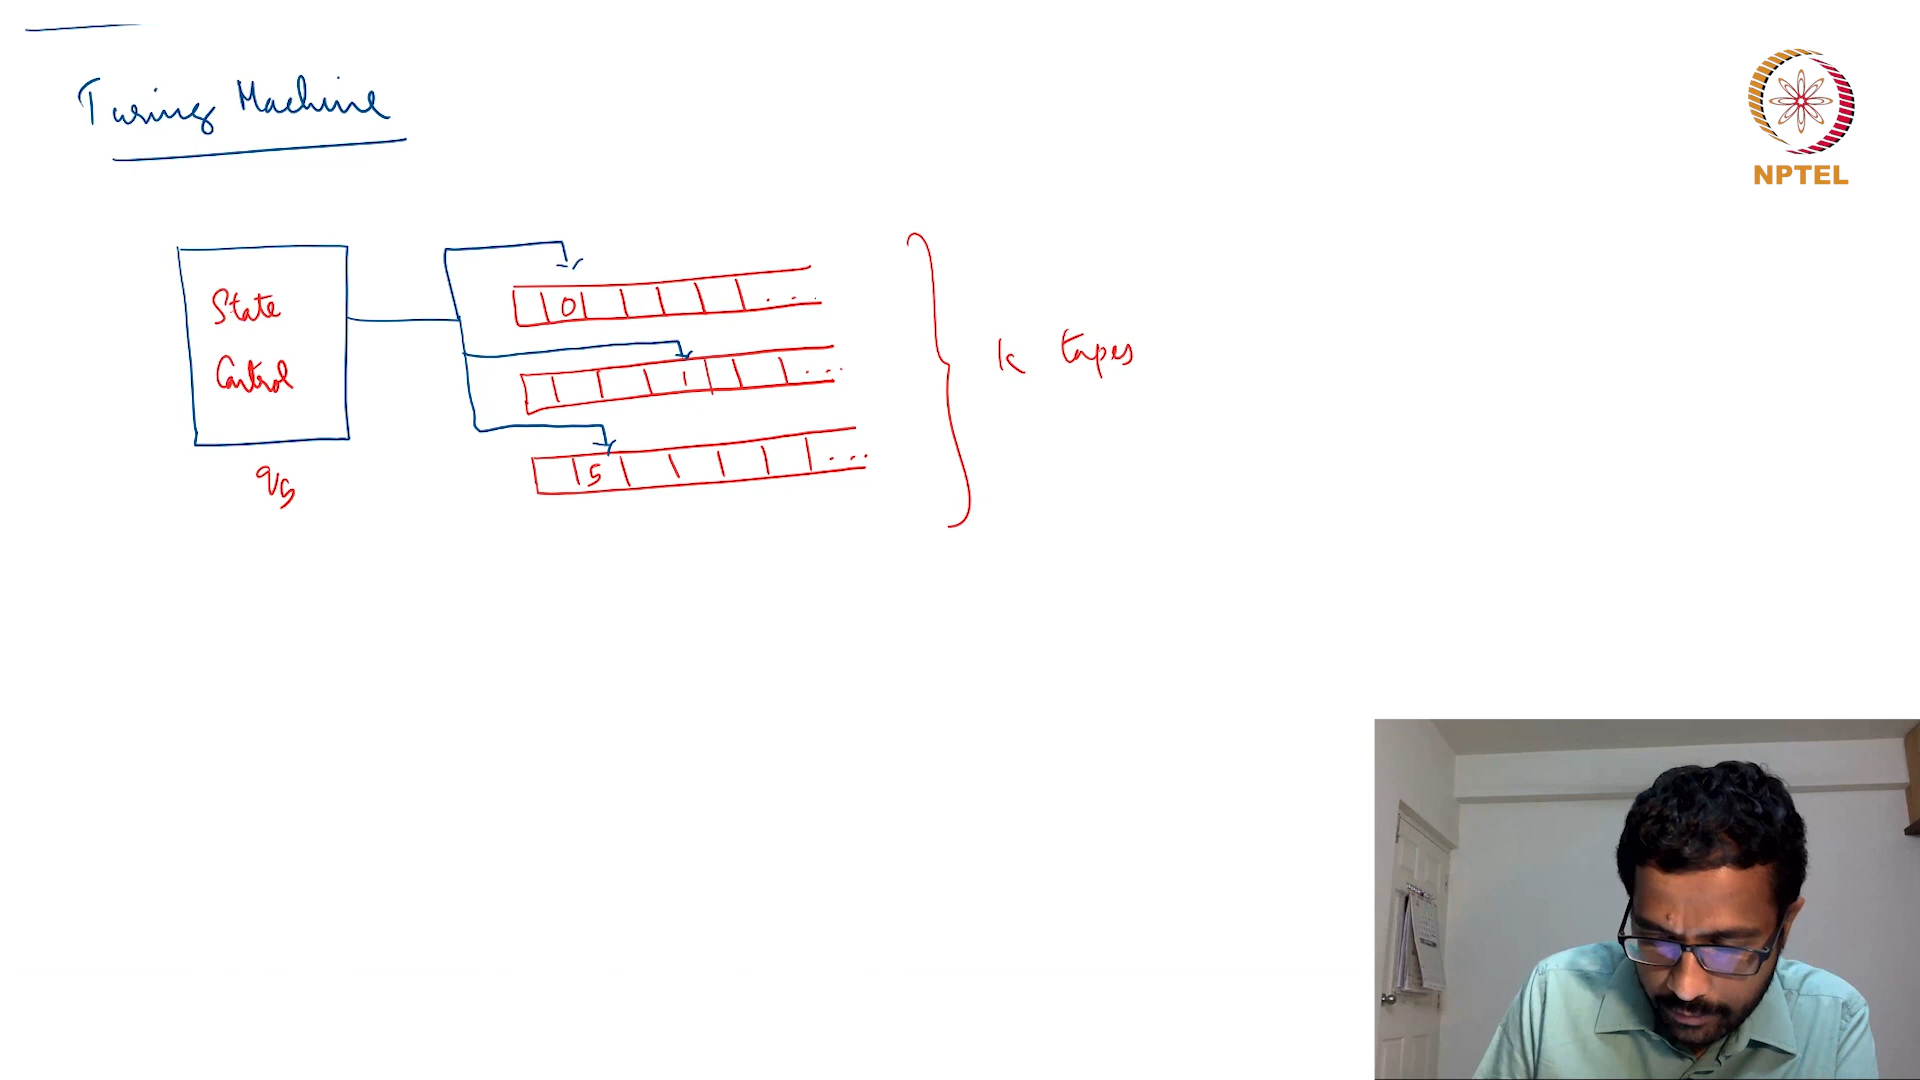 Turing Machine
NPTEL
State
Control
q5
0 ...
1 ...
5 ...
k tapes